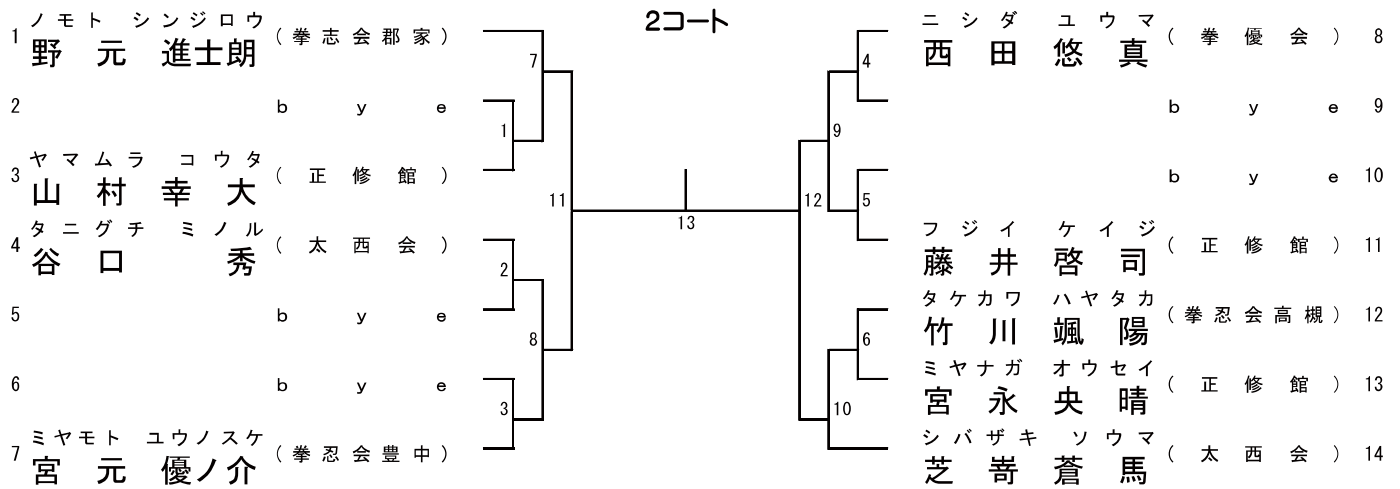 2コート
ノモト シンジロウ
1 野元 進士朗 (拳志会郡家)
2 bye
ヤマムラ コウタ
3 山村 幸大 (正修館)
タニグチ ミノル
4 谷口 秀 (太西会)
5 bye
6 bye
ミヤモト ユウノスケ
7 宮元 優ノ介 (拳忍会豊中)
7
1
11
2
8
3
13
4
9
12
5
6
10
ニシダ ユウマ
西田 悠真 (拳優会) 8
bye 9
bye 10
フジイ ケイジ
藤井 啓司 (正修館) 11
タケカワ ハヤタカ
竹川 颯陽 (拳忍会高槻) 12
ミヤナガ オウセイ
宮永 央晴 (正修館) 13
シバザキ ソウマ
芝嵜 蒼馬 (太西会) 14